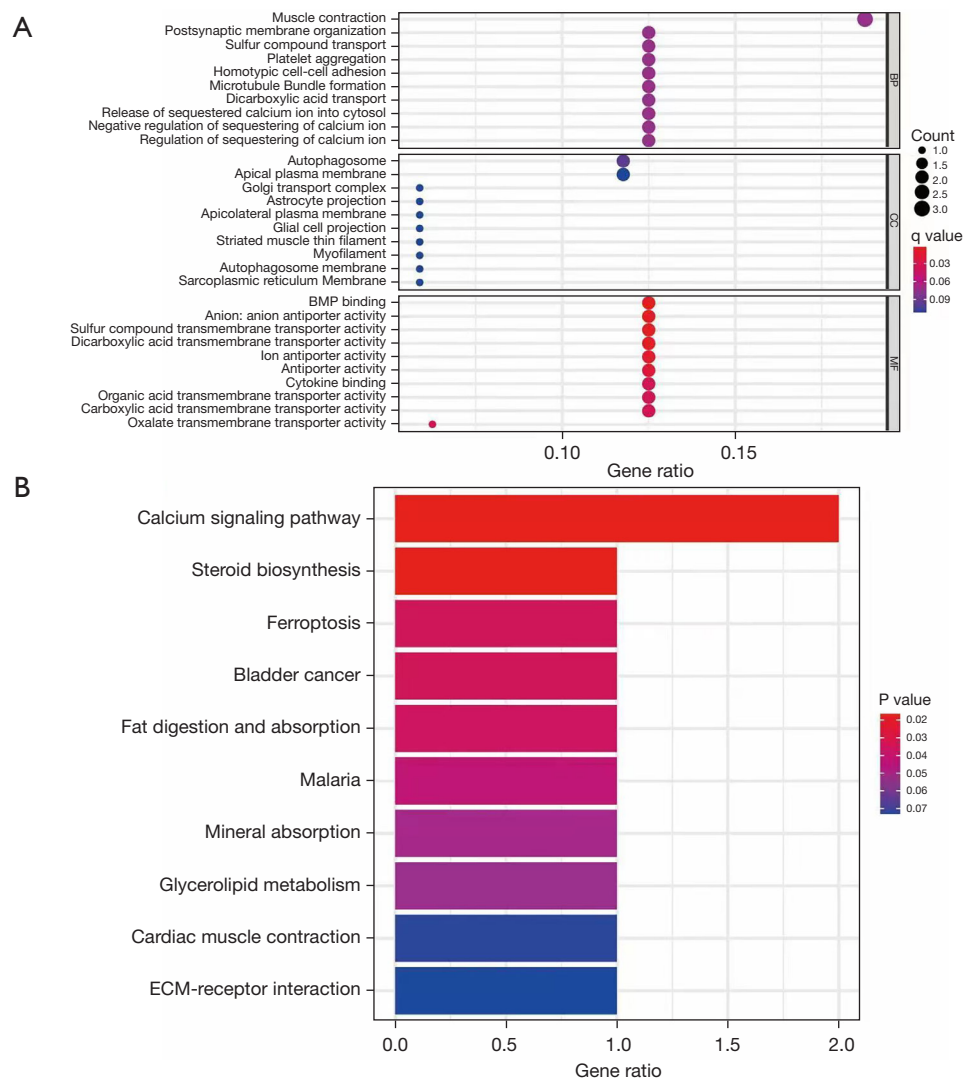 A
Muscle contraction
Postsynaptic membrane organization
Sulfur compound transport
Platelet aggregation
Homotypic cell-cell adhesion
Microtubule Bundle formation
Dicarboxylic acid transport
Release of sequestered calcium ion into cytosol
Negative regulation of sequestering of calcium ion
Regulation of sequestering of calcium ion
BP
Autophagosome
Apical plasma membrane
Golgi transport complex
Astrocyte projection
Apicolateral plasma membrane
Glial cell projection
Striated muscle thin filament
Myofilament
Autophagosome membrane
Sarcoplasmic reticulum Membrane
CC
BMP binding
Anion: anion antiporter activity
Sulfur compound transmembrane transporter activity
Dicarboxylic acid transmembrane transporter activity
Ion antiporter activity
Antiporter activity
Cytokine binding
Organic acid transmembrane transporter activity
Carboxylic acid transmembrane transporter activity
Oxalate transmembrane transporter activity
MF
0.10 0.15
Gene ratio
Count
1.0
1.5
2.0
2.5
3.0
q value
0.03
0.06
0.09
B
Calcium signaling pathway
Steroid biosynthesis
Ferroptosis
Bladder cancer
Fat digestion and absorption
Malaria
Mineral absorption
Glycerolipid metabolism
Cardiac muscle contraction
ECM-receptor interaction
0.0 0.5 1.0 1.5 2.0
Gene ratio
P value
0.02
0.03
0.04
0.05
0.06
0.07